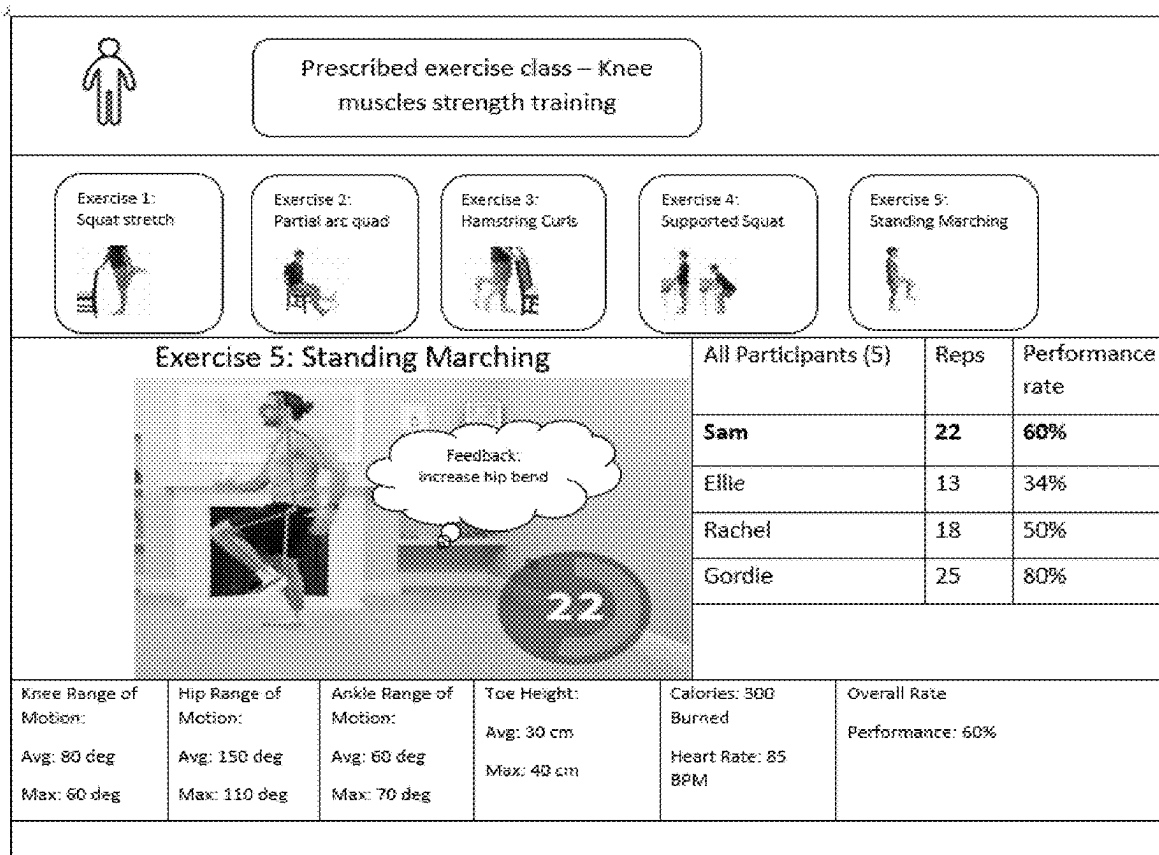 Prescribed exercise class – Knee
muscles strength training
Exercise 1:
Squat stretch
Exercise 2:
Partial arc quad
Exercise 3:
Hamstring Curls
Exercise 4:
Supported Squat
Exercise 5:
Standing Marching
Exercise 5: Standing Marching
Feedback:
Increase hip bend
22
All Participants (5) Reps Performance
rate
Sam 22 60%
Ellie 13 34%
Rachel 18 50%
Gordie 25 80%
Knee Range of
Motion:
Avg: 80 deg
Max: 60 deg
Hip Range of
Motion:
Avg: 150 deg
Max: 110 deg
Ankle Range of
Motion:
Avg: 60 deg
Max: 70 deg
Toe Height:
Avg: 30 cm
Max: 40 cm
Calories: 300
Burned
Heart Rate: 85
BPM
Overall Rate
Performance: 60%